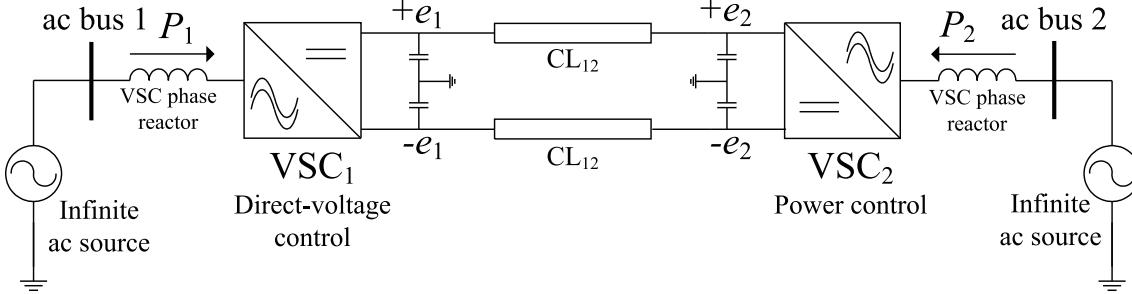 ac bus 1
P1
+e1
CL12
+e2
P2
ac bus 2
VSC phase
reactor
VSC phase
reactor
-e1
CL12
-e2
VSC1
Direct-voltage
control
VSC2
Power control
Infinite
ac source
Infinite
ac source